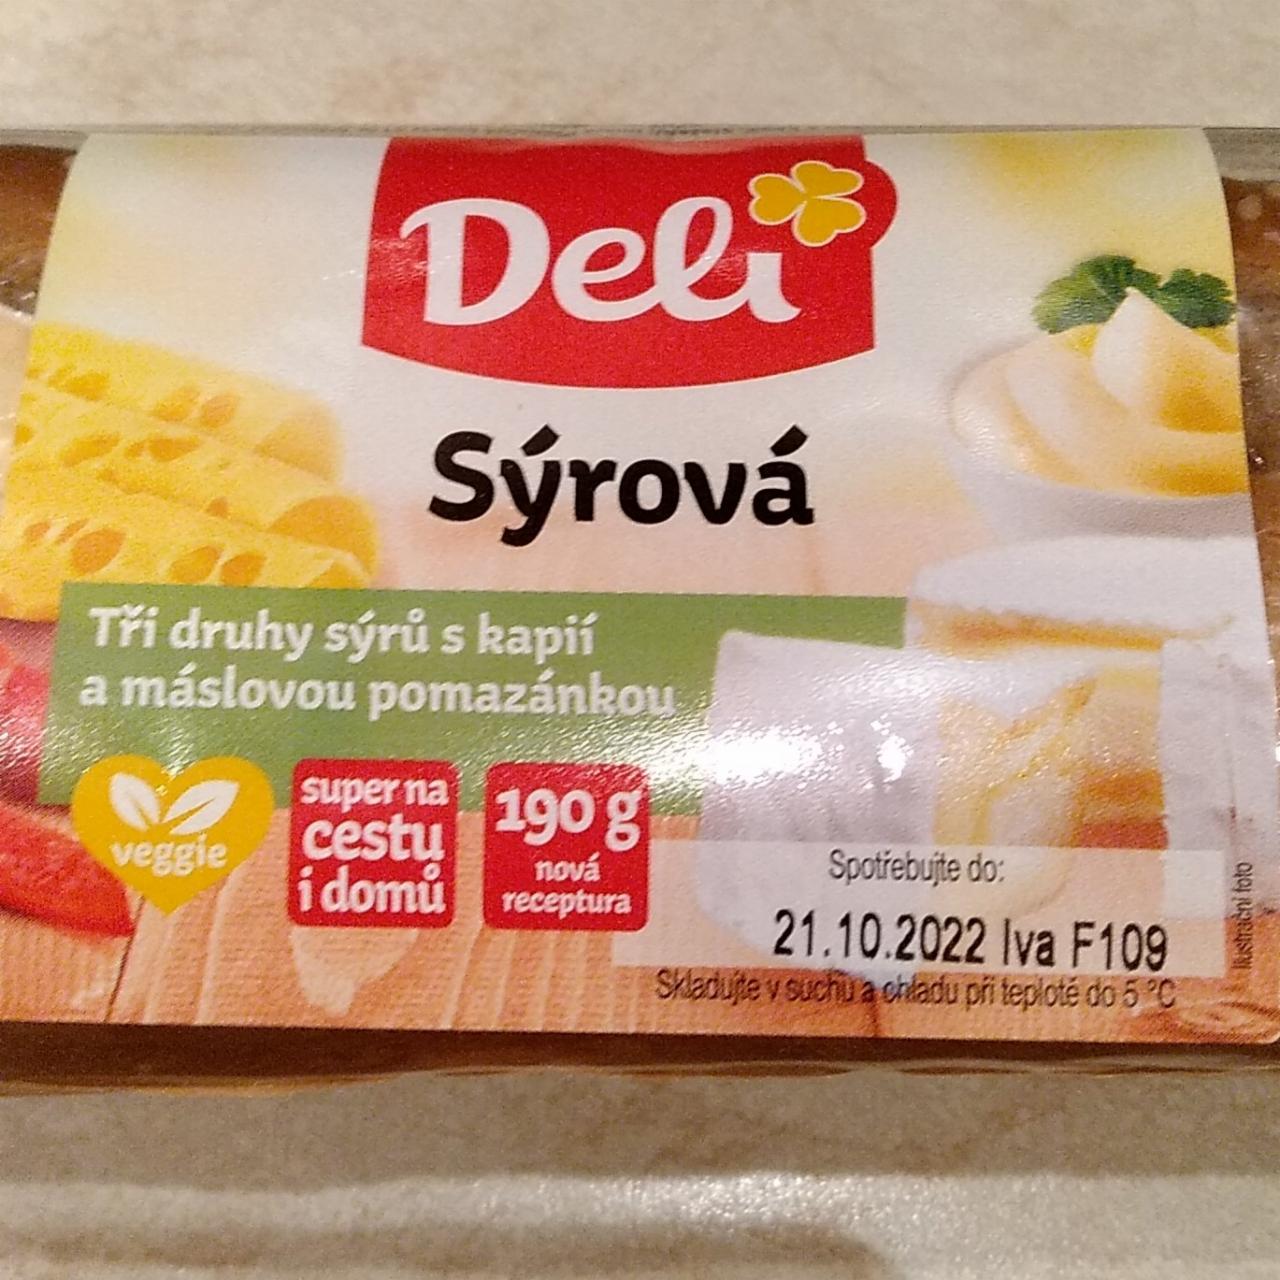 Deli
Sýrová
Tři druhy sýrů s kapií
a máslovou pomazánkou
veggie
super na
cestu
i domů
190 g
nová
receptura
Spotřebujte do:
21.10.2022 Iva F109
Skladujte v suchu a chladu při teplotě do 5 °C
Ilustrační foto